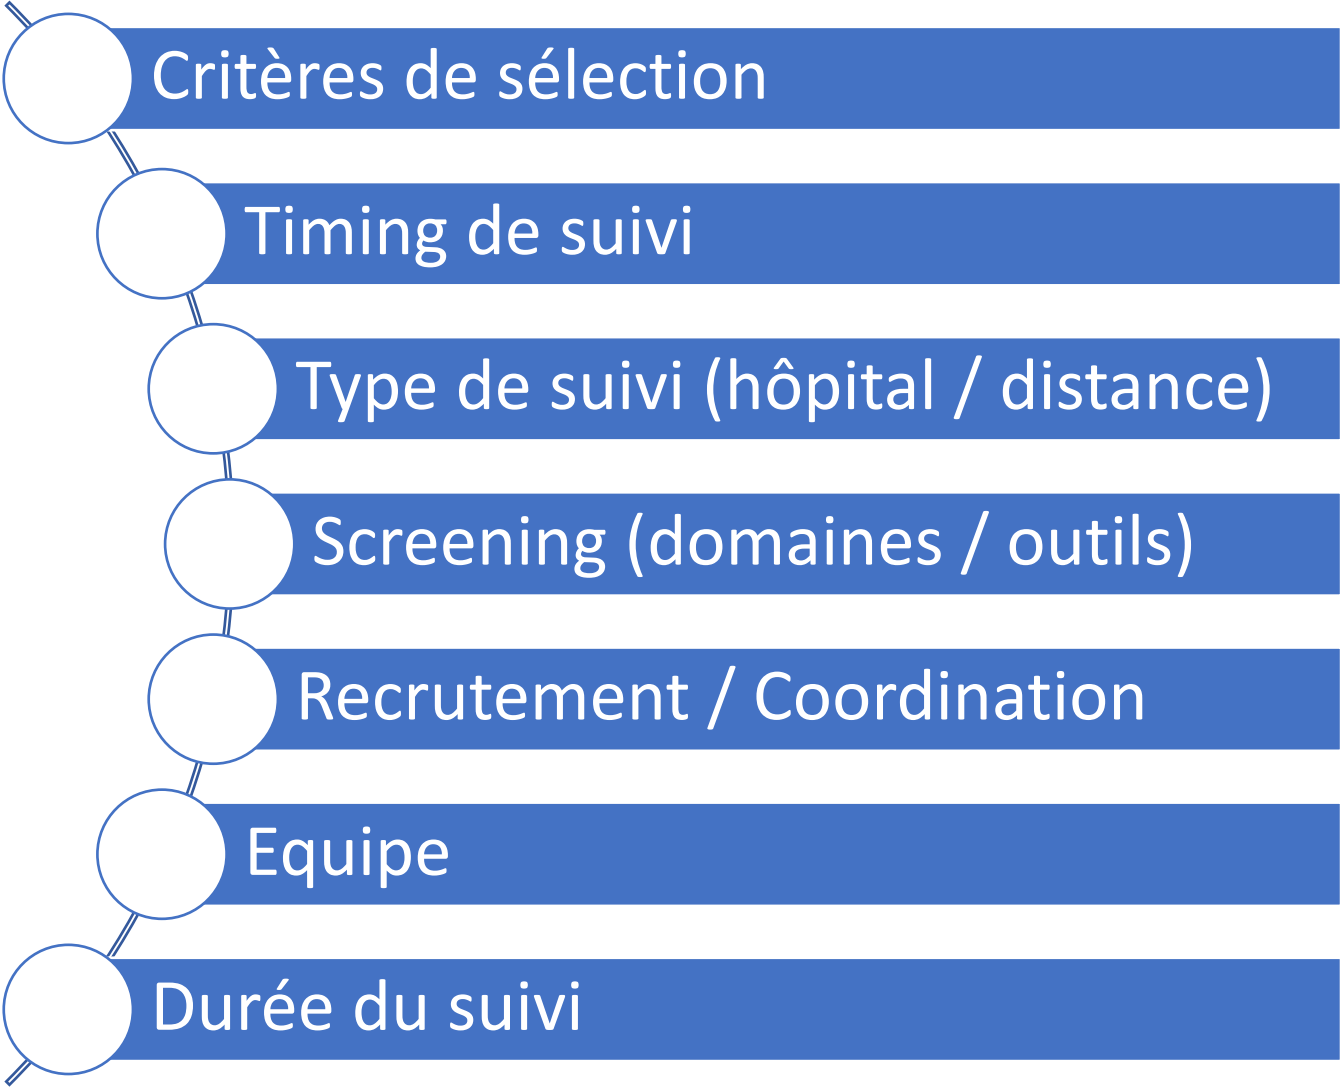 Critères de sélection
Timing de suivi
Type de suivi (hôpital / distance)
Screening (domaines / outils)
Recrutement / Coordination
Equipe
Durée du suivi